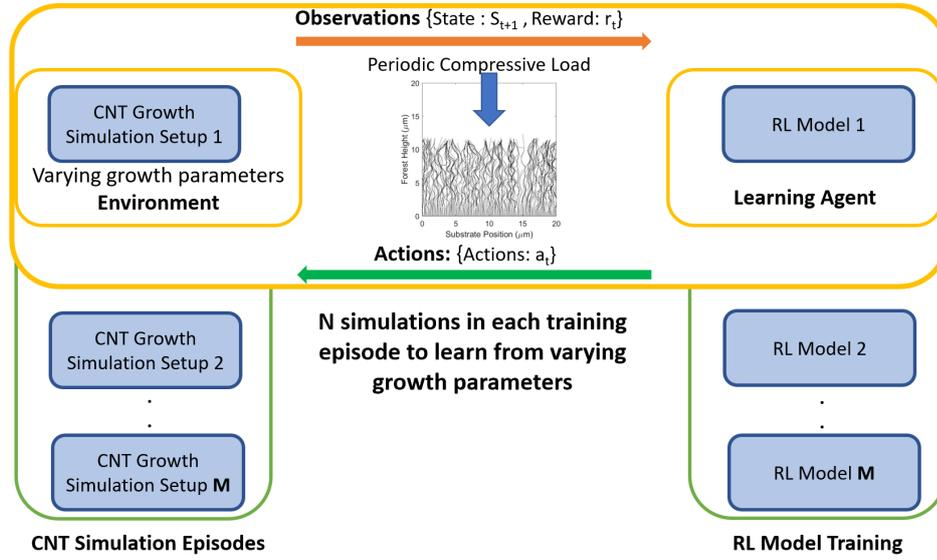 Observations {State : St+1 , Reward: rt}
Periodic Compressive Load
CNT Growth
Simulation Setup 1
Varying growth parameters
Environment
20
15
10
5
0
Forest Height (μm)
0 5 10 15 20
Substrate Position (μm)
RL Model 1
Learning Agent
Actions: {Actions: at}
N simulations in each training
episode to learn from varying
growth parameters
CNT Growth
Simulation Setup 2
.
.
CNT Growth
Simulation Setup M
CNT Simulation Episodes
RL Model 2
.
.
RL Model M
RL Model Training